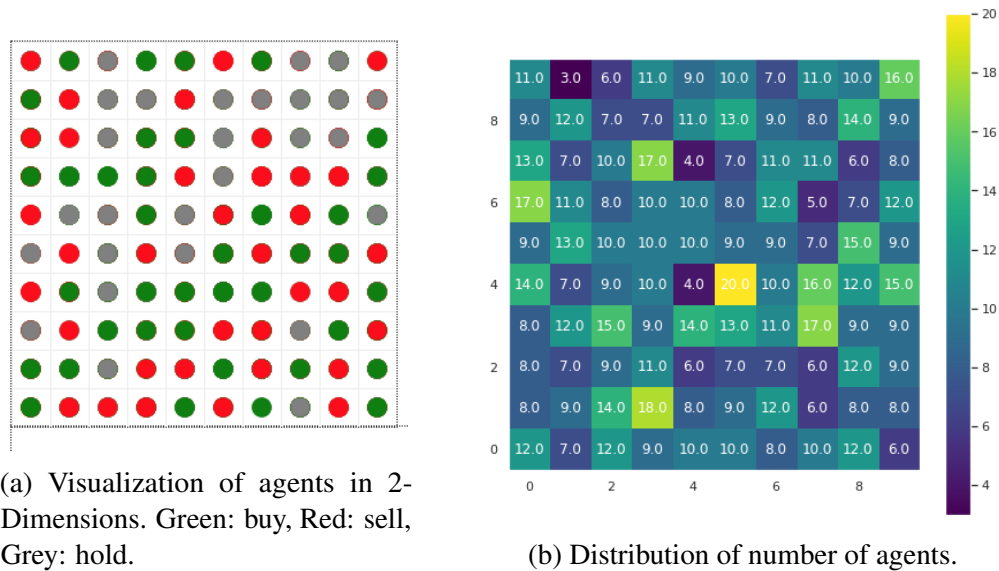 20
18
16
14
12
10
8
6
4
11.0 3.0 6.0 11.0 9.0 10.0 7.0 11.0 10.0 16.0
8 9.0 12.0 7.0 7.0 11.0 13.0 9.0 8.0 14.0 9.0
13.0 7.0 10.0 17.0 4.0 7.0 11.0 11.0 6.0 8.0
6 17.0 11.0 8.0 10.0 10.0 8.0 12.0 5.0 7.0 12.0
9.0 13.0 10.0 10.0 10.0 9.0 9.0 7.0 15.0 9.0
4 14.0 7.0 9.0 10.0 4.0 20.0 10.0 16.0 12.0 15.0
8.0 12.0 15.0 9.0 14.0 13.0 11.0 17.0 9.0 9.0
2 8.0 7.0 9.0 11.0 6.0 7.0 7.0 6.0 12.0 9.0
8.0 9.0 14.0 18.0 8.0 9.0 12.0 6.0 8.0 8.0
0 12.0 7.0 12.0 9.0 10.0 10.0 8.0 10.0 12.0 6.0
0 2 4 6 8
(a) Visualization of agents in 2-
Dimensions. Green: buy, Red: sell,
Grey: hold.
(b) Distribution of number of agents.